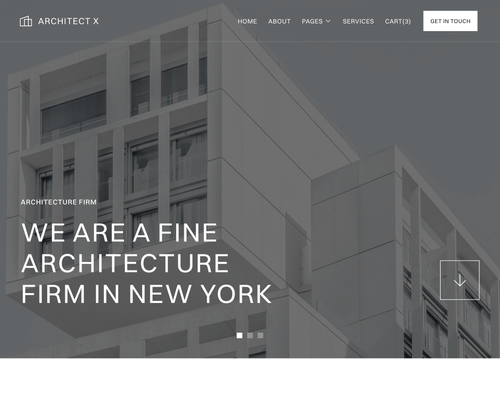 ARCHITECT X
HOME ABOUT PAGES SERVICES CART(3) GET IN TOUCH
ARCHITECTURE FIRM
WE ARE A FINE
ARCHITECTURE
FIRM IN NEW YORK